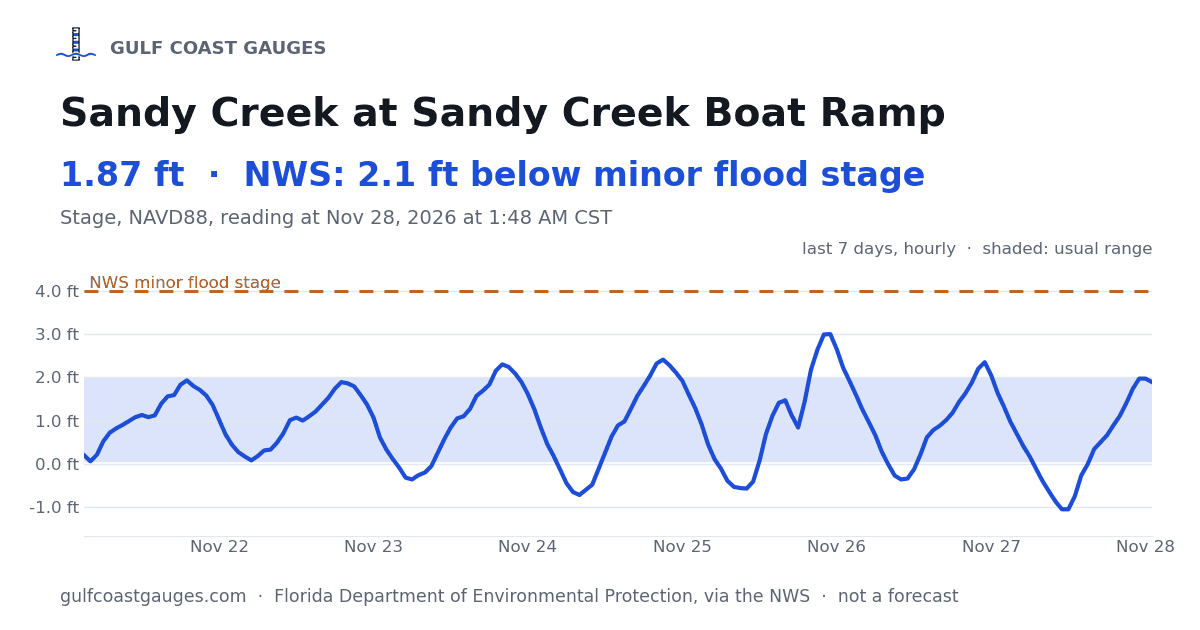 GULF COAST GAUGES
Sandy Creek at Sandy Creek Boat Ramp
1.87 ft · NWS: 2.1 ft below minor flood stage
Stage, NAVD88, reading at Nov 28, 2026 at 1:48 AM CST
last 7 days, hourly · shaded: usual range
NWS minor flood stage
4.0 ft
3.0 ft
2.0 ft
1.0 ft
0.0 ft
-1.0 ft
Nov 22 Nov 23 Nov 24 Nov 25 Nov 26 Nov 27 Nov 28
gulfcoastgauges.com · Florida Department of Environmental Protection, via the NWS · not a forecast